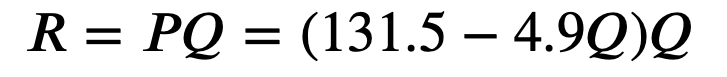 R = PQ = (131.5 − 4.9Q)Q